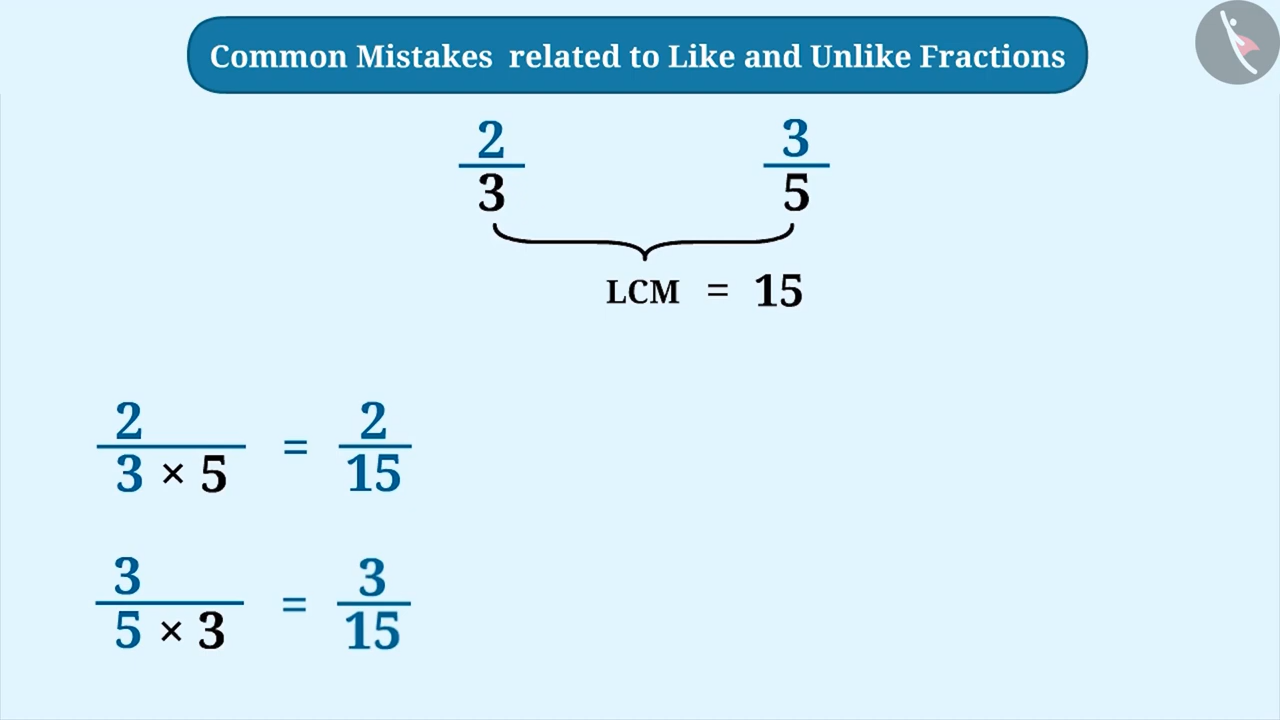 Common Mistakes related to Like and Unlike Fractions
2 3
3 5
LCM = 15
2 2
3 × 5 = 15
3 3
5 × 3 = 15